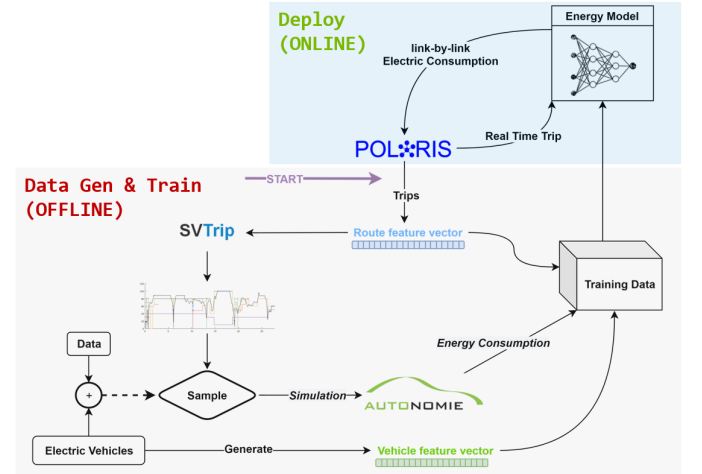 Deploy
(ONLINE)
Energy Model
link-by-link
Electric Consumption
POLARIS
Real Time Trip
Data Gen & Train
(OFFLINE)
START
Trips
SVTrip
Route feature vector
Training Data
Data
Energy Consumption
+
Sample
Simulation
AUTONOMIE
Electric Vehicles
Generate
Vehicle feature vector